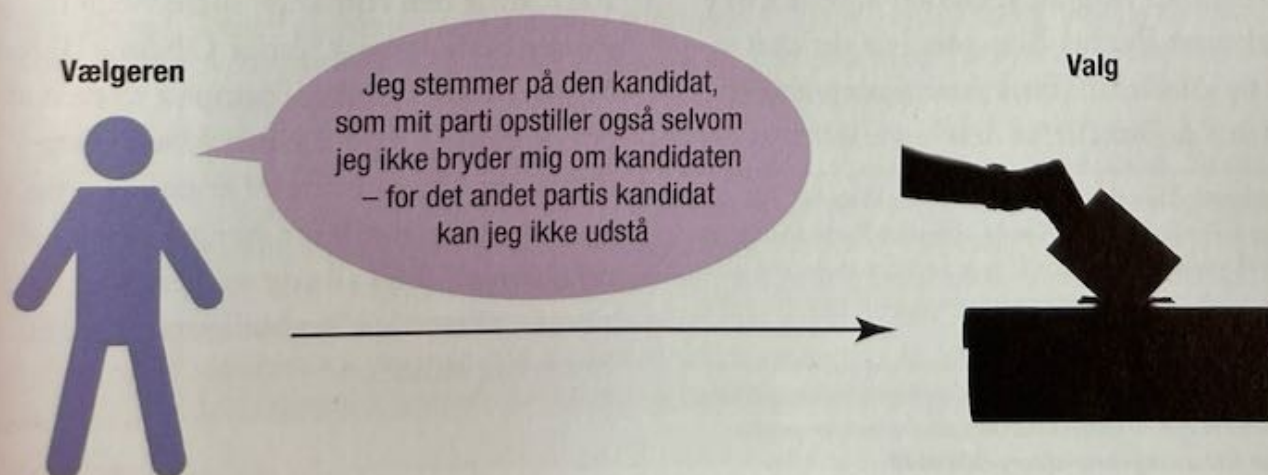 Vælgeren
Jeg stemmer på den kandidat,
som mit parti opstiller også selvom
jeg ikke bryder mig om kandidaten
– for det andet partis kandidat
kan jeg ikke udstå
Valg